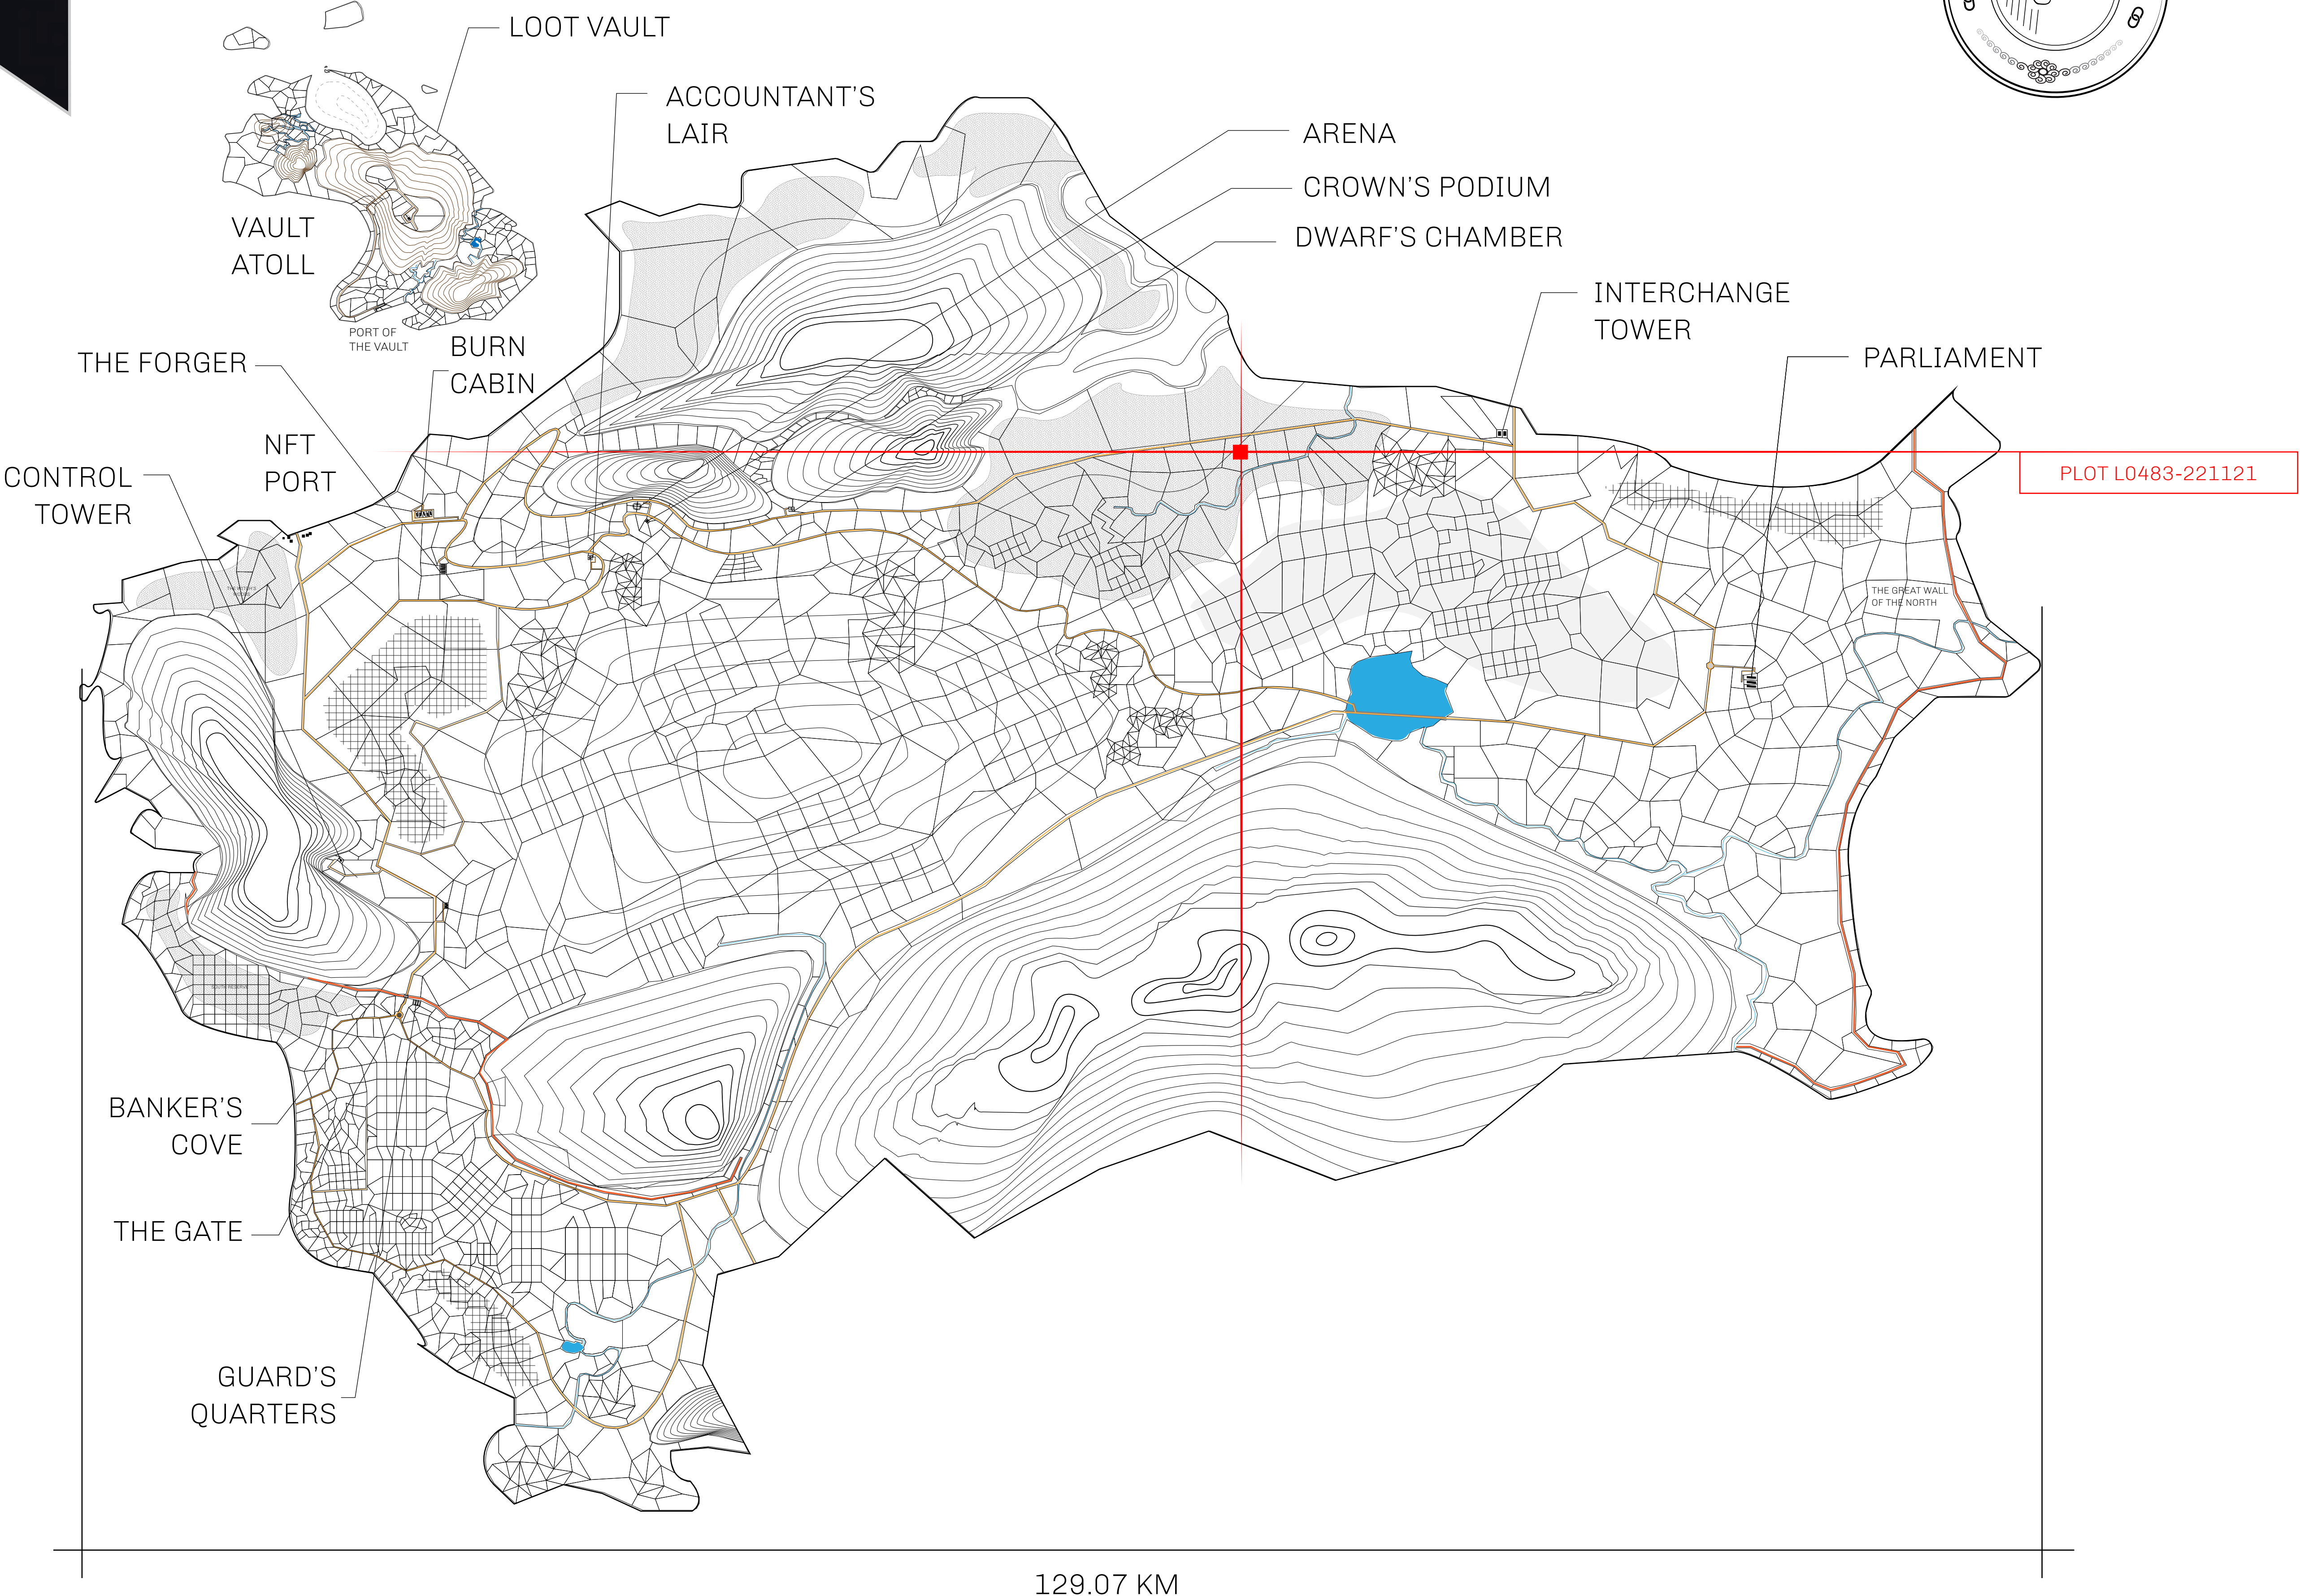 LOOT VAULT
ACCOUNTANT'S
LAIR
ARENA
CROWN'S PODIUM
DWARF'S CHAMBER
VAULT
ATOLL
INTERCHANGE
TOWER
PORT OF
THE VAULT
BURN
CABIN
THE FORGER
PARLIAMENT
NFT
PORT
CONTROL
TOWER
PLOT L0483-221121
THE GREAT WALL
OF THE NORTH
SOUTH RESERVE
BANKER'S
COVE
THE GATE
GUARD'S
QUARTERS
129.07 KM